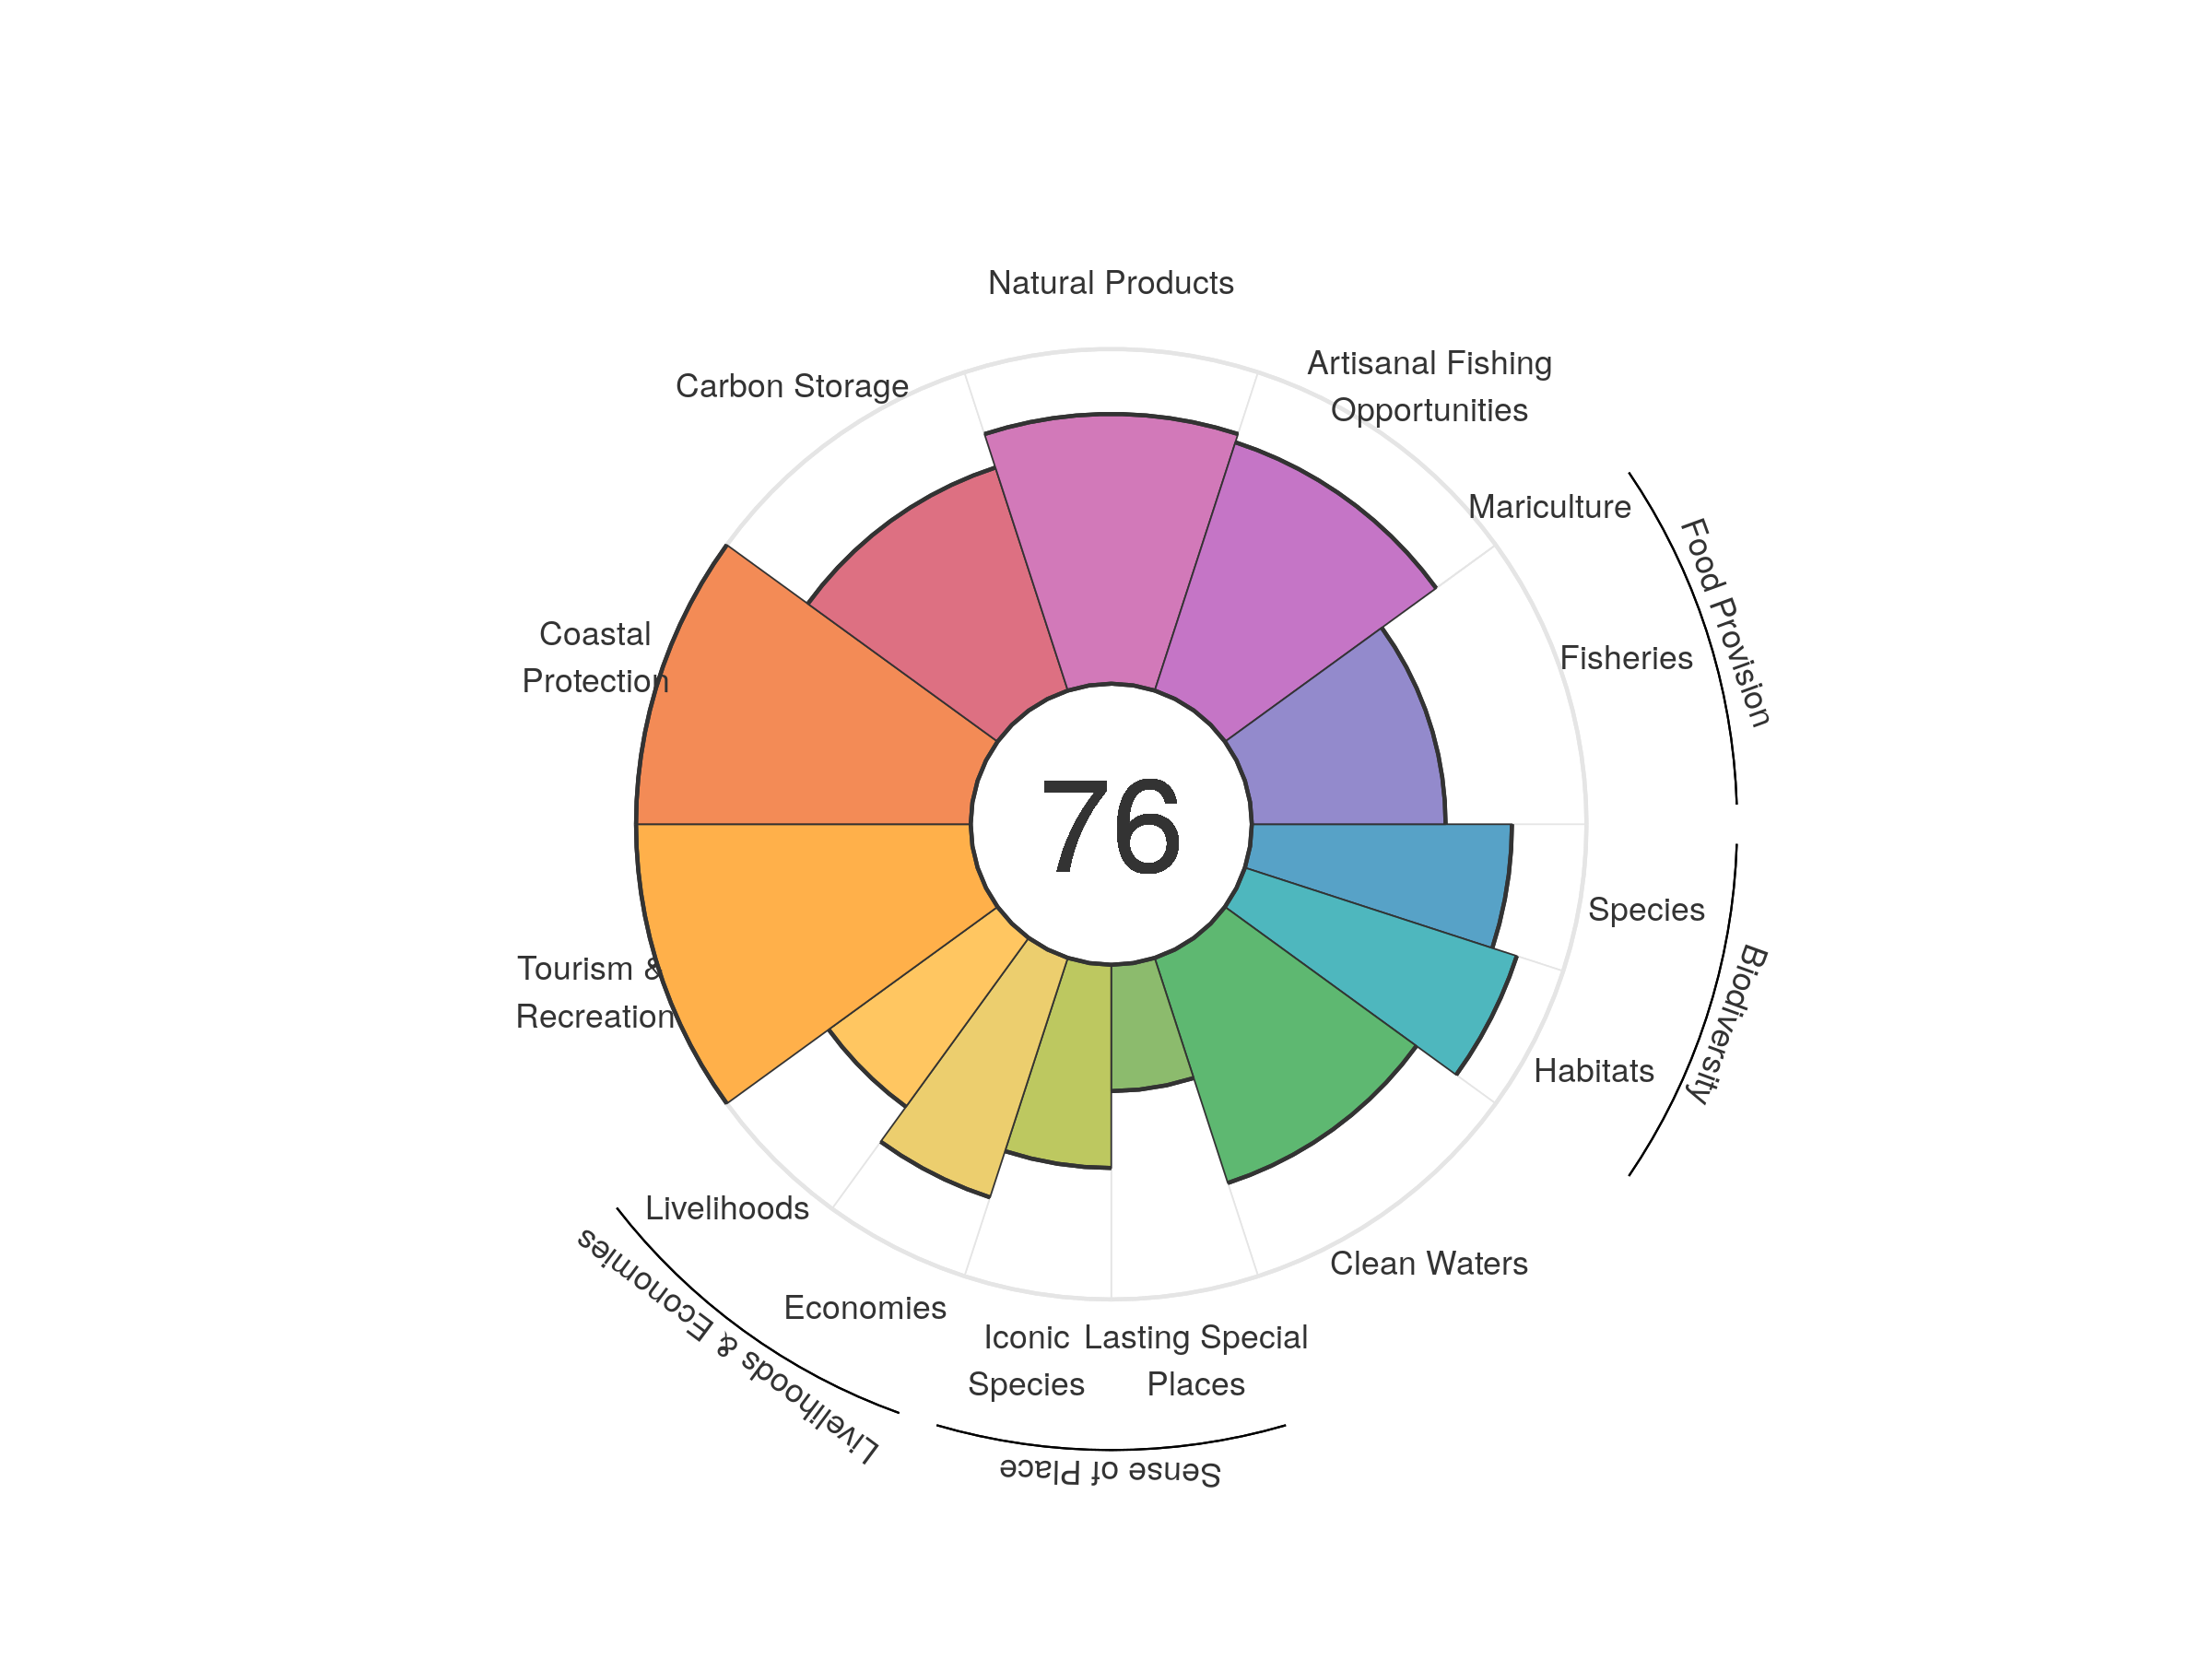 Natural Products
Artisanal Fishing
Opportunities
Carbon Storage
Mariculture
Food Provision
Fisheries
Coastal
Protection
76
Species
Biodiversity
Tourism &
Recreation
Habitats
Livelihoods
Livelihoods & Economies
Clean Waters
Economies
Iconic
Species
Lasting Special
Places
Sense of Place